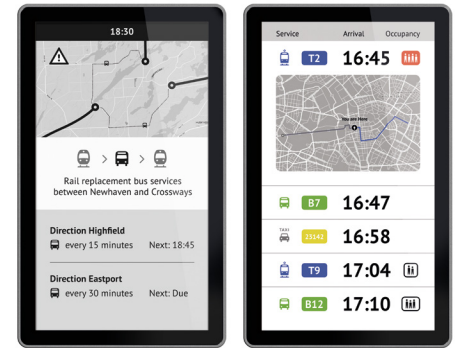 18:30
Rail replacement bus services
between Newhaven and Crossways
Direction Highfield
every 15 minutes Next: 18:45
Direction Eastport
every 30 minutes Next: Due
Service Arrival Occupancy
T2 16:45
You are Here
B7 16:47
TAXI 25142 16:58
T9 17:04
B12 17:10